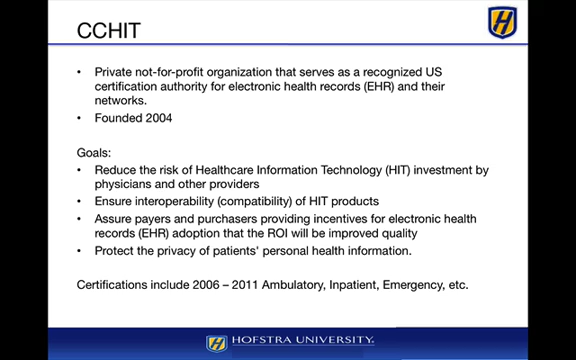 CCHIT
• Private not-for-profit organization that serves as a recognized US
certification authority for electronic health records (EHR) and their
networks.
• Founded 2004
Goals:
• Reduce the risk of Healthcare Information Technology (HIT) investment by
physicians and other providers
• Ensure interoperability (compatibility) of HIT products
• Assure payers and purchasers providing incentives for electronic health
records (EHR) adoption that the ROI will be improved quality
• Protect the privacy of patients' personal health information.
Certifications include 2006 – 2011 Ambulatory, Inpatient, Emergency, etc.
HOFSTRA UNIVERSITY